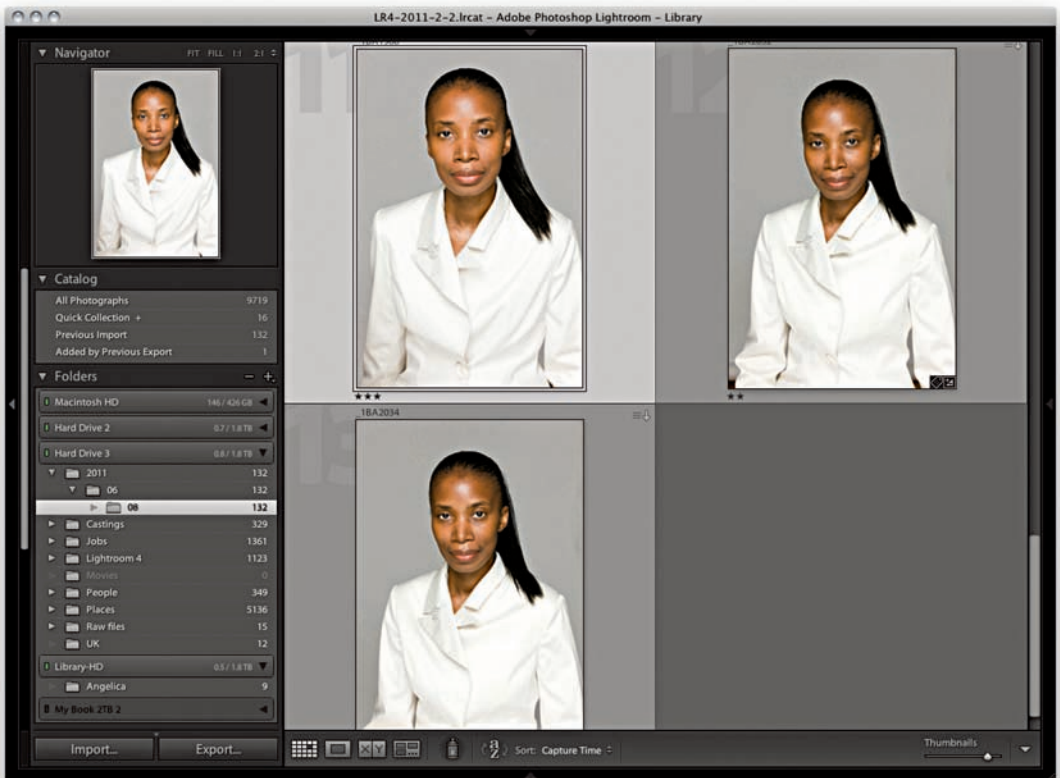 LR4-2011-2-2.lrcat – Adobe Photoshop Lightroom – Library
Navigator
FIT FILL 1:1 2:1
Catalog
All Photographs 9719
Quick Collection + 16
Previous Import 132
Added by Previous Export 1
Folders − +
Macintosh HD 146 / 426 GB
Hard Drive 2 0.7 / 1.8 TB
Hard Drive 3 0.8 / 1.8 TB
2011 132
06 132
08 132
Castings 329
Jobs 1361
Lightroom 4 1123
Movies 0
People 349
Places 5136
Raw files 15
UK 12
Library-HD 0.5 / 1.8 TB
Angelica 9
My Book 2TB 2
Import...
Export...
11
12
★★★
★★
_1BA2034
13
XY
a z Sort: Capture Time
Thumbnails